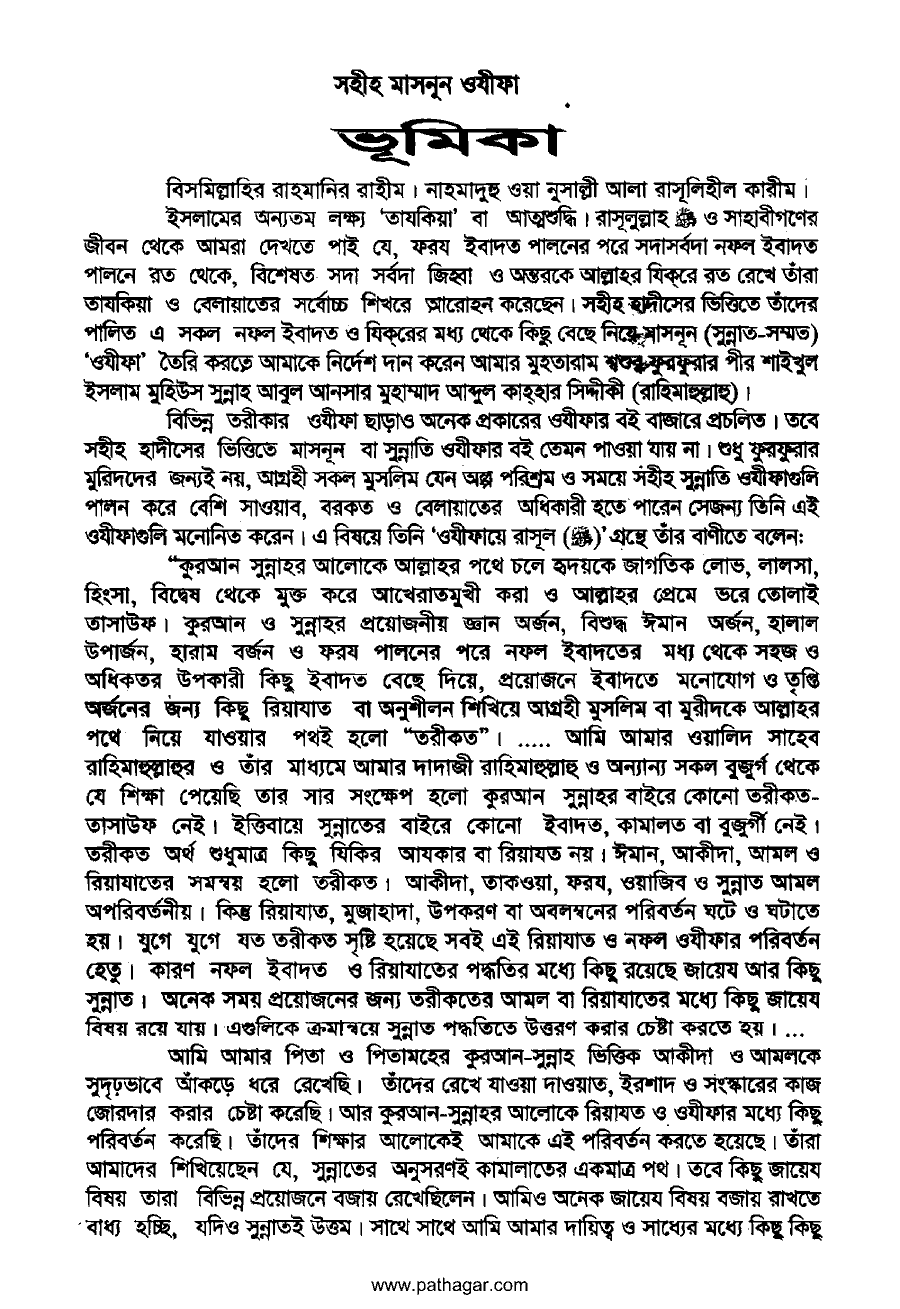 সহীহ মাসনুন ওযীফা
ভূমিকা
বিসমিল্লাহির রাহমানির রাহীম। নাহমাদুহু ওয়া নুসাল্লী আলা রাসূলিহীল কারীম।
ইসলামের অন্যতম লক্ষ্য ‘তাযকিয়া’ বা আত্মশুদ্ধি। রাসূলুল্লাহ ﷺ ও সাহাবীগণের
জীবন থেকে আমরা দেখতে পাই যে, ফরয ইবাদত পালনের পরে সদাসর্বদা নফল ইবাদত
পালনে রত থেকে, বিশেষত সদা সর্বদা জিহ্বা ও অন্তরকে আল্লাহর যিক্‌রে রত রেখে তাঁরা
তাযকিয়া ও বেলায়াতের সর্বোচ্চ শিখরে আরোহন করেছেন। সহীহ হাদীসের ভিত্তিতে তাঁদের
পালিত এ সকল নফল ইবাদত ও যিক্‌রের মধ্য থেকে কিছু বেছে নিয়ে মাসনূন (সুন্নাত-সম্মত)
‘ওযীফা’ তৈরি করতে আমাকে নির্দেশ দান করেন আমার মুহতারাম শ্বশুর ফুরফুরার পীর শাইখুল
ইসলাম মুহিউস সুন্নাহ আবুল আনসার মুহাম্মাদ আব্দুল কাহ্হার সিদ্দীকী (রাহিমাহুল্লাহু)।
বিভিন্ন তরীকার ওযীফা ছাড়াও অনেক প্রকারের ওযীফার বই বাজারে প্রচলিত। তবে
সহীহ হাদীসের ভিত্তিতে মাসনূন বা সুন্নাতি ওযীফার বই তেমন পাওয়া যায় না। শুধু ফুরফুরার
মুরিদদের জন্যই নয়, আগ্রহী সকল মুসলিম যেন অল্প পরিশ্রম ও সময়ে সহীহ সুন্নাতি ওযীফাগুলি
পালন করে বেশি সাওয়াব, বরকত ও বেলায়াতের অধিকারী হতে পারেন সেজন্য তিনি এই
ওযীফাগুলি মনোনিত করেন। এ বিষয়ে তিনি ‘ওযীফায়ে রাসূল (ﷺ)’ গ্রন্থে তাঁর বাণীতে বলেন:
“কুরআন সুন্নাহর আলোকে আল্লাহর পথে চলে হৃদয়কে জাগতিক লোভ, লালসা,
হিংসা, বিদ্বেষ থেকে মুক্ত করে আখেরাতমুখী করা ও আল্লাহর প্রেমে ভরে তোলাই
তাসাউফ। কুরআন ও সুন্নাহর প্রয়োজনীয় জ্ঞান অর্জন, বিশুদ্ধ ঈমান অর্জন, হালাল
উপার্জন, হারাম বর্জন ও ফরয পালনের পরে নফল ইবাদতের মধ্য থেকে সহজ ও
অধিকতর উপকারী কিছু ইবাদত বেছে দিয়ে, প্রয়োজনে ইবাদতে মনোযোগ ও তৃপ্তি
অর্জনের জন্য কিছু রিয়াযাত বা অনুশীলন শিখিয়ে আগ্রহী মুসলিম বা মুরীদকে আল্লাহর
পথে নিয়ে যাওয়ার পথই হলো “তরীকত”। ..... আমি আমার ওয়ালিদ সাহেব
রাহিমাহুল্লাহুর ও তাঁর মাধ্যমে আমার দাদাজী রাহিমাহুল্লাহু ও অন্যান্য সকল বুজুর্গ থেকে
যে শিক্ষা পেয়েছি তার সার সংক্ষেপ হলো কুরআন সুন্নাহর বাইরে কোনো তরীকত-
তাসাউফ নেই। ইত্তিবায়ে সুন্নাতের বাইরে কোনো ইবাদত, কামালত বা বুজুর্গী নেই।
তরীকত অর্থ শুধুমাত্র কিছু যিকির আযকার বা রিয়াযত নয়। ঈমান, আকীদা, আমল ও
রিয়াযাতের সমন্বয় হলো তরীকত। আকীদা, তাকওয়া, ফরয, ওয়াজিব ও সুন্নাত আমল
অপরিবর্তনীয়। কিন্তু রিয়াযাত, মুজাহাদা, উপকরণ বা অবলম্বনের পরিবর্তন ঘটে ও ঘটাতে
হয়। যুগে যুগে যত তরীকত সৃষ্টি হয়েছে সবই এই রিয়াযাত ও নফল ওযীফার পরিবর্তন
হেতু। কারণ নফল ইবাদত ও রিয়াযাতের পদ্ধতির মধ্যে কিছু রয়েছে জায়েয আর কিছু
সুন্নাত। অনেক সময় প্রয়োজনের জন্য তরীকতের আমল বা রিয়াযাতের মধ্যে কিছু জায়েয
বিষয় রয়ে যায়। এগুলিকে ক্রমান্বয়ে সুন্নাত পদ্ধতিতে উত্তরণ করার চেষ্টা করতে হয়। ...
আমি আমার পিতা ও পিতামহের কুরআন-সুন্নাহ ভিত্তিক আকীদা ও আমলকে
সুদৃঢ়ভাবে আঁকড়ে ধরে রেখেছি। তাঁদের রেখে যাওয়া দাওয়াত, ইরশাদ ও সংস্কারের কাজ
জোরদার করার চেষ্টা করেছি। আর কুরআন-সুন্নাহর আলোকে রিয়াযত ও ওযীফার মধ্যে কিছু
পরিবর্তন করেছি। তাঁদের শিক্ষার আলোকেই আমাকে এই পরিবর্তন করতে হয়েছে। তাঁরা
আমাদের শিখিয়েছেন যে, সুন্নাতের অনুসরণই কামালাতের একমাত্র পথ। তবে কিছু জায়েয
বিষয় তারা বিভিন্ন প্রয়োজনে বজায় রেখেছিলেন। আমিও অনেক জায়েয বিষয় বজায় রাখতে
বাধ্য হচ্ছি, যদিও সুন্নাতই উত্তম। সাথে সাথে আমি আমার দায়িত্ব ও সাধ্যের মধ্যে কিছু কিছু
www.pathagar.com